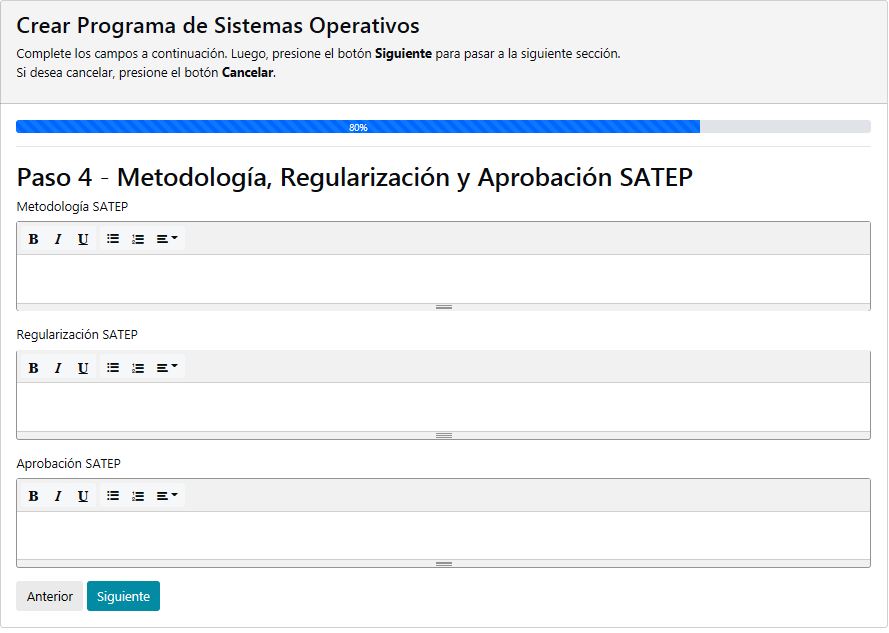 Crear Programa de Sistemas Operativos
Complete los campos a continuación. Luego, presione el botón Siguiente para pasar a la siguiente sección.
Si desea cancelar, presione el botón Cancelar.
80%
Paso 4 - Metodología, Regularización y Aprobación SATEP
Metodología SATEP
B I U
Regularización SATEP
B I U
Aprobación SATEP
B I U
Anterior Siguiente